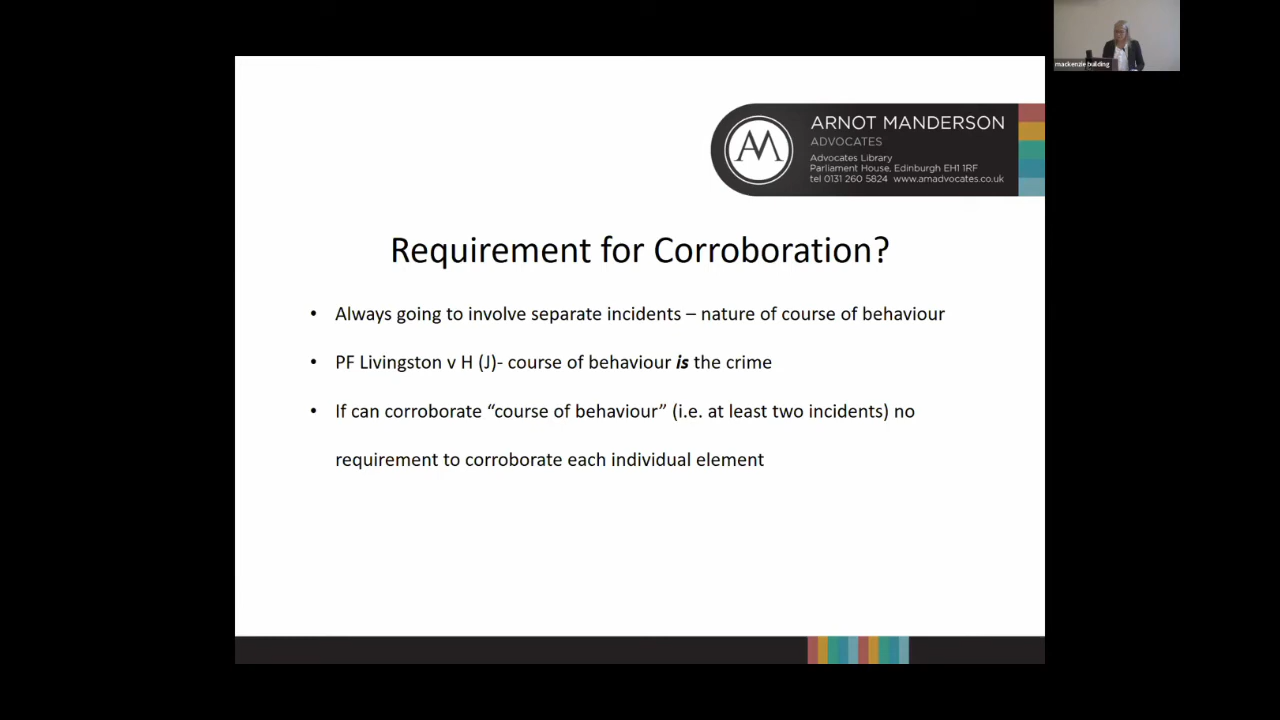 mackenzie building
AM
ARNOT MANDERSON
ADVOCATES
Advocates Library
Parliament House, Edinburgh EH1 1RF
tel 0131 260 5824 www.amadvocates.co.uk
Requirement for Corroboration?
• Always going to involve separate incidents – nature of course of behaviour
• PF Livingston v H (J)- course of behaviour is the crime
• If can corroborate “course of behaviour” (i.e. at least two incidents) no
requirement to corroborate each individual element